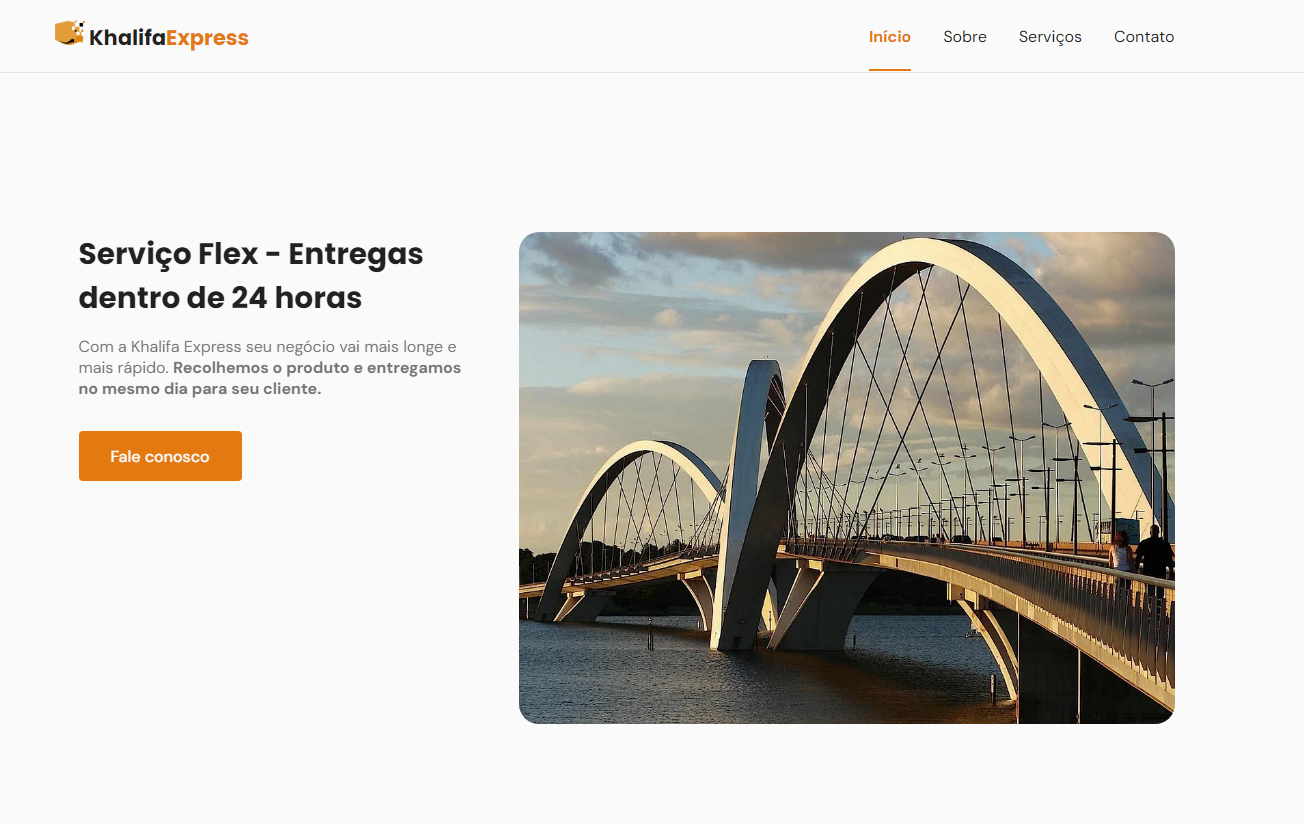 KhalifaExpress
Início Sobre Serviços Contato
Serviço Flex - Entregas
dentro de 24 horas
Com a Khalifa Express seu negócio vai mais longe e
mais rápido. Recolhemos o produto e entregamos
no mesmo dia para seu cliente.
Fale conosco